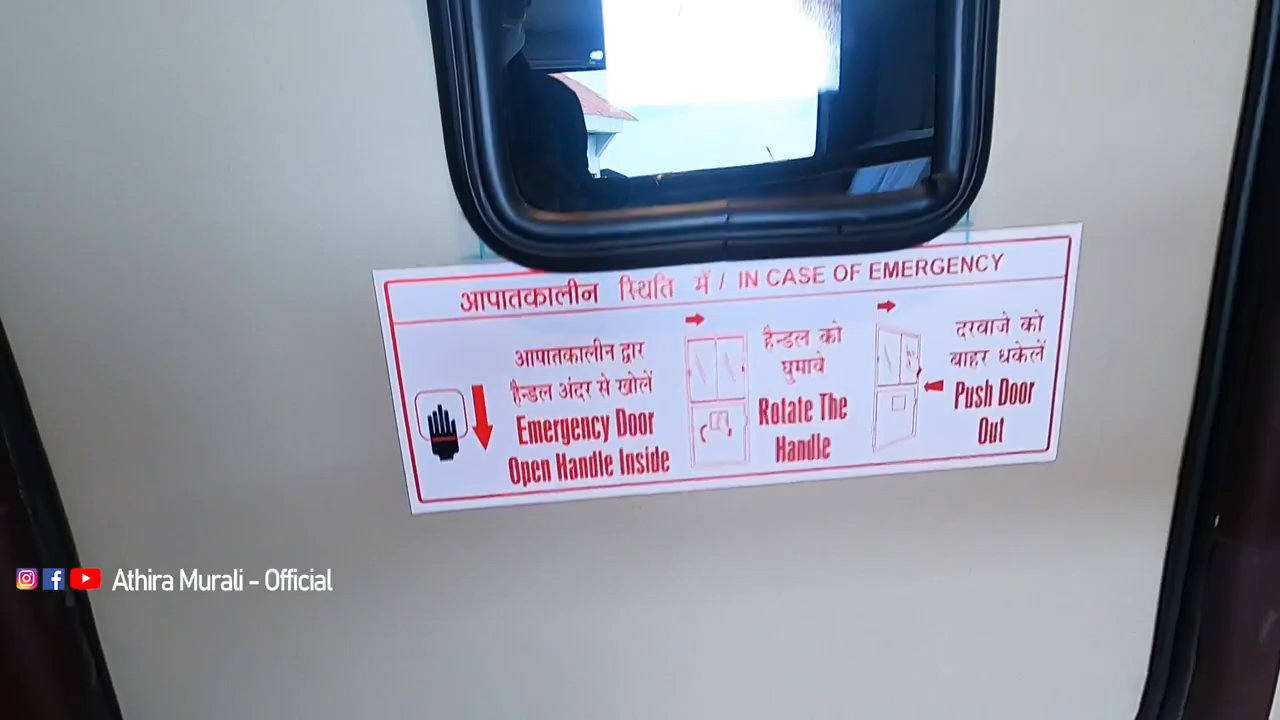 आपातकालीन स्थिति में / IN CASE OF EMERGENCY
आपातकालीन द्वार
हैन्डल अंदर से खोलें
Emergency Door
Open Handle Inside
हैन्डल को
घुमावे
Rotate The
Handle
दरवाजे को
बाहर धकेलें
Push Door
Out
Athira Murali - Official